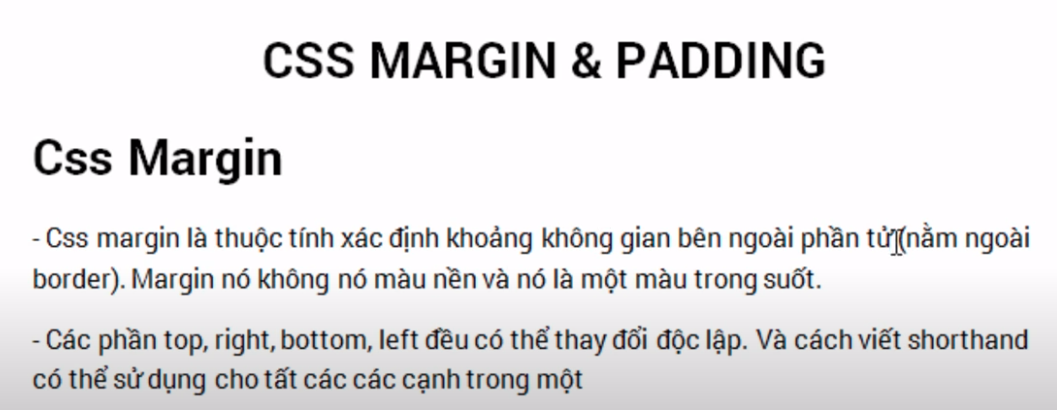 CSS MARGIN & PADDING
Css Margin
- Css margin là thuộc tính xác định khoảng không gian bên ngoài phần tử(nằm ngoài
border). Margin nó không nó màu nền và nó là một màu trong suốt.
- Các phần top, right, bottom, left đều có thể thay đổi độc lập. Và cách viết shorthand
có thể sử dụng cho tất các các cạnh trong một